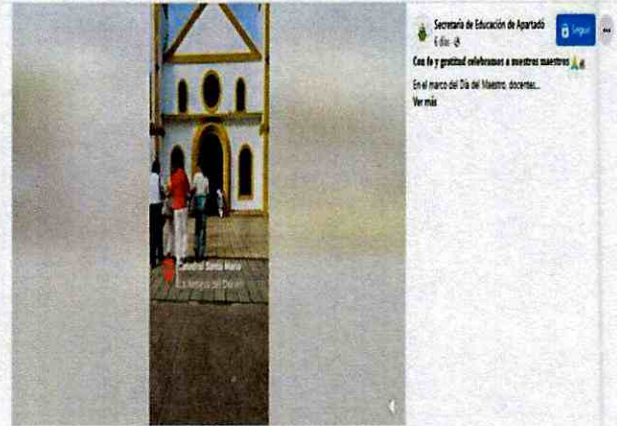 Catedral Santa María
La Antigua del Darién
Secretaría de Educación de Apartadó
Seguir
6 días
Con fe y gratitud celebramos a nuestros maestros
En el marco del Día del Maestro, docentes...
Ver más